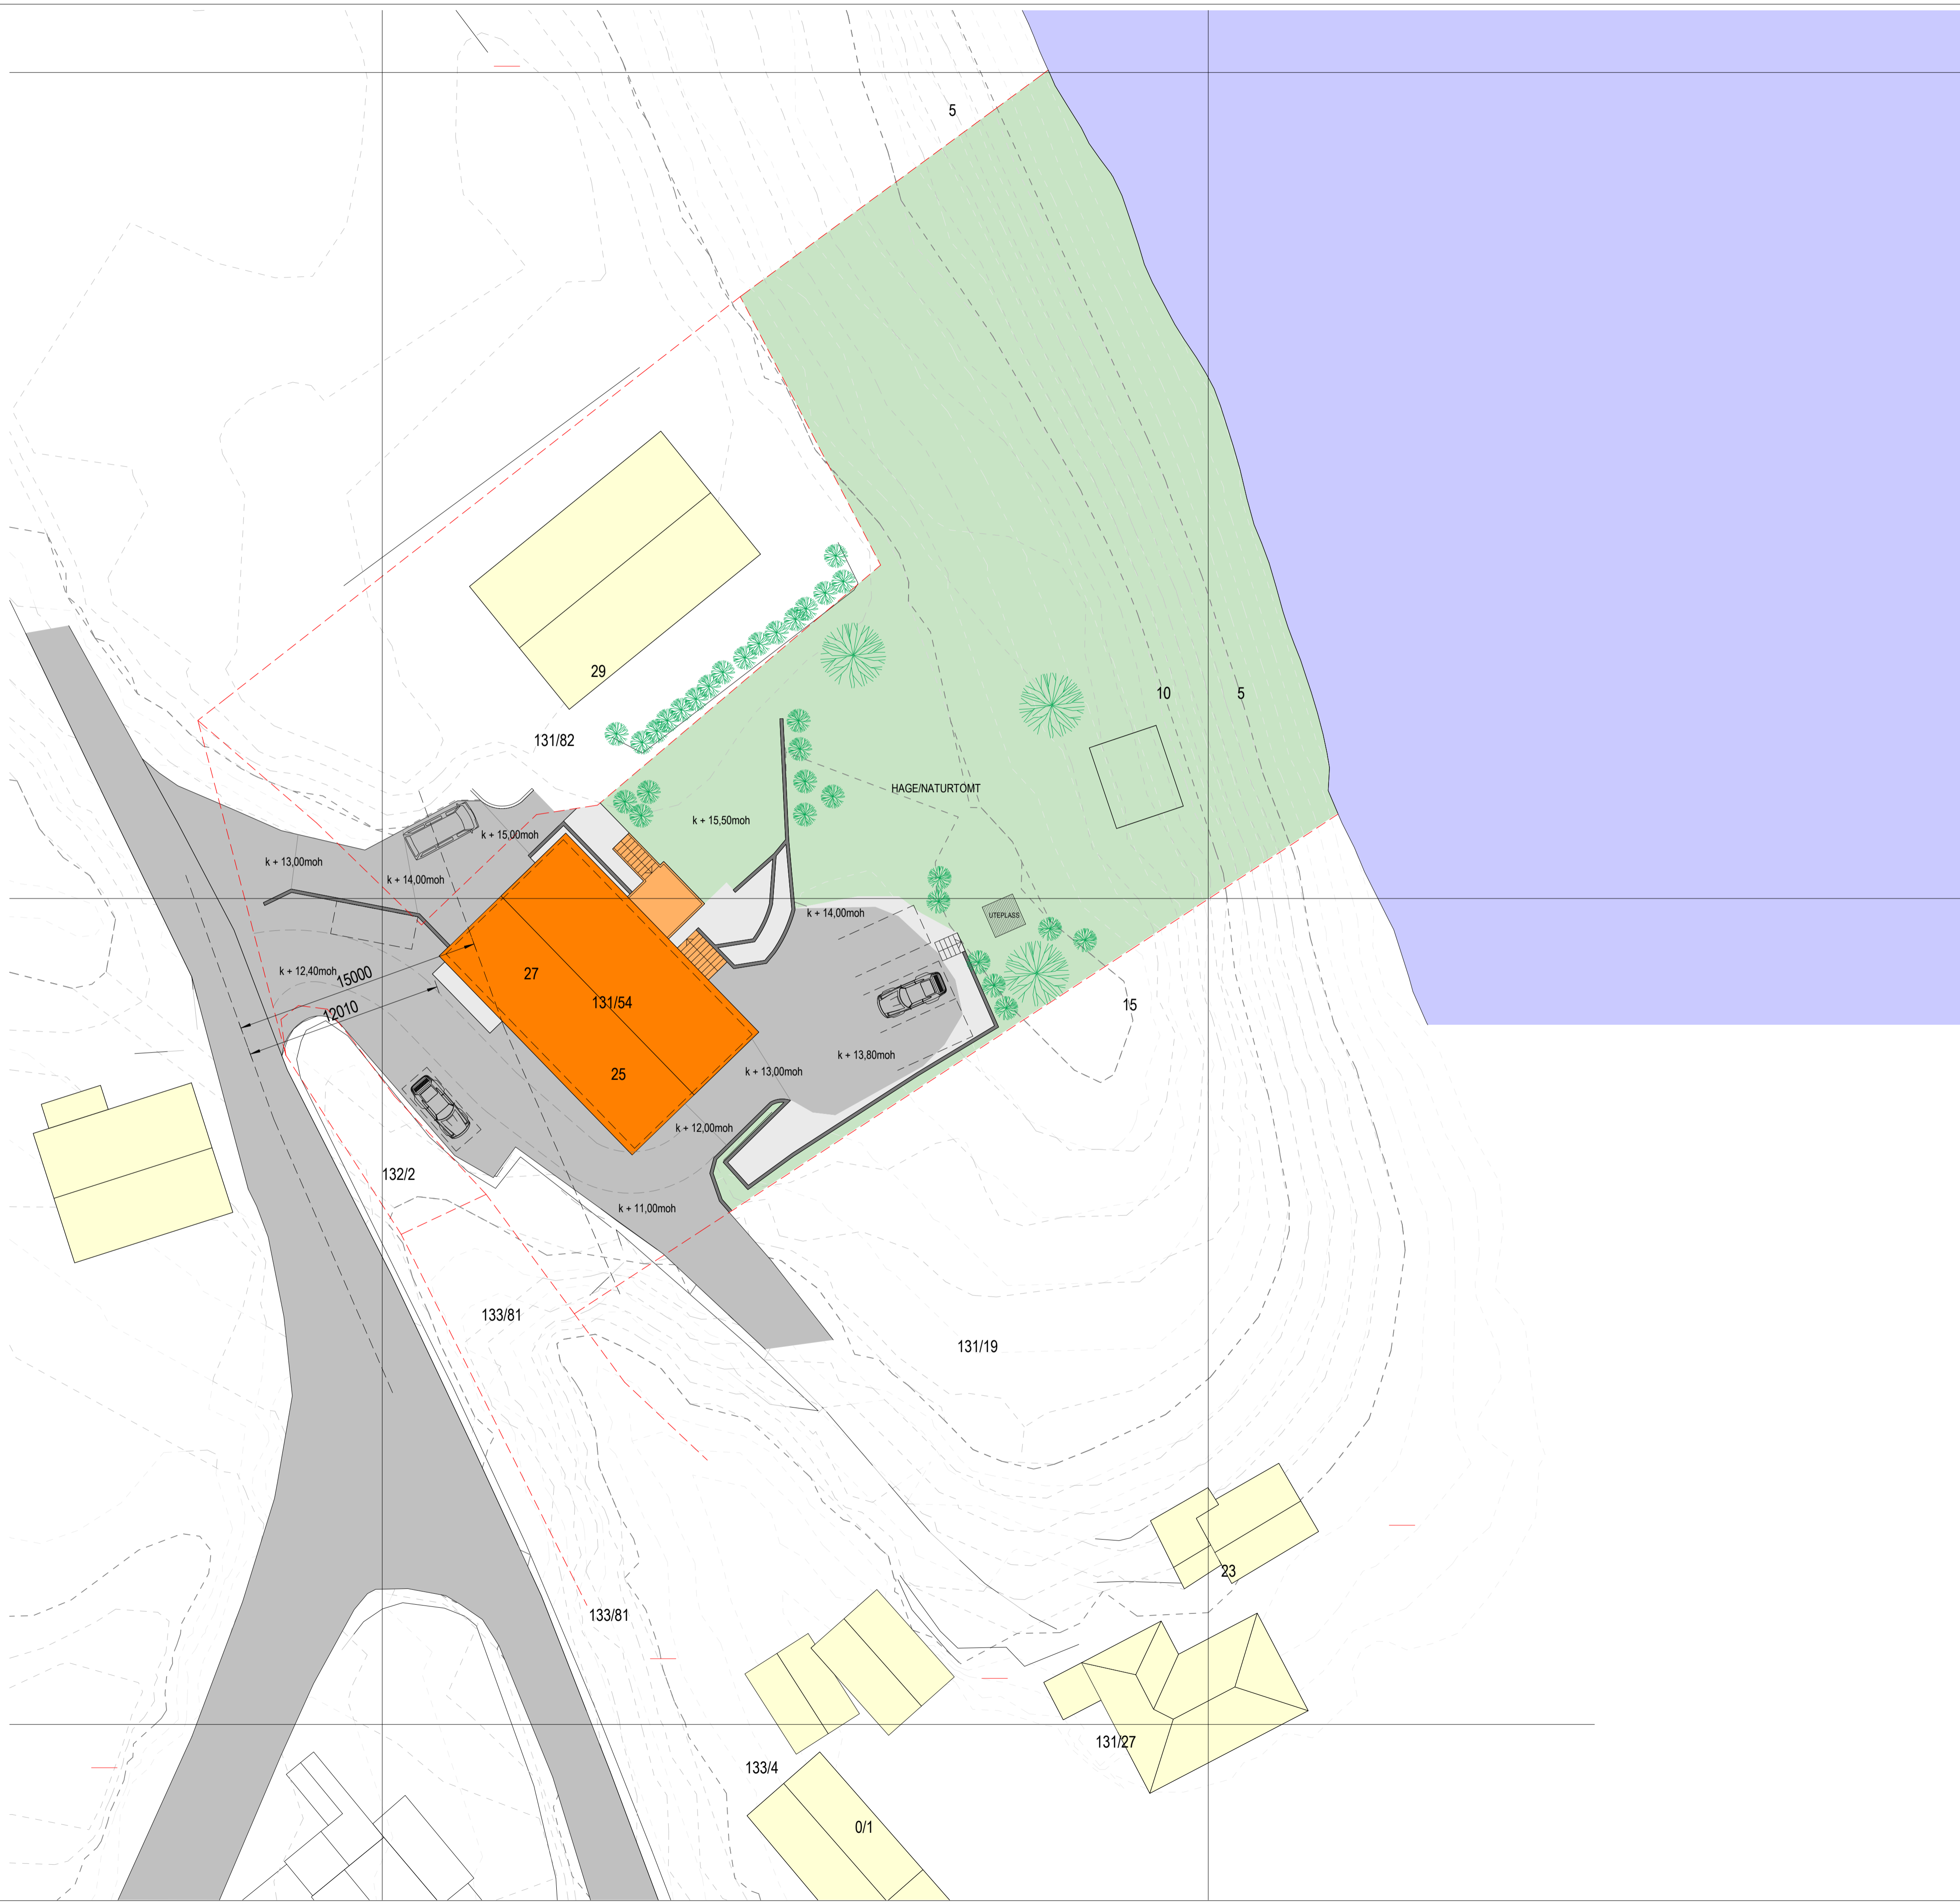 5
29
10
5
131/82
HAGE/NATURTOMT
k + 15,50moh
k + 15,00moh
k + 13,00moh
k + 14,00moh
k + 14,00moh
UTEPLASS
k + 12,40moh
15000
27
131/54
12010
15
k + 13,80moh
25
k + 13,00moh
k + 12,00moh
132/2
k + 11,00moh
133/81
131/19
23
133/81
131/27
133/4
0/1